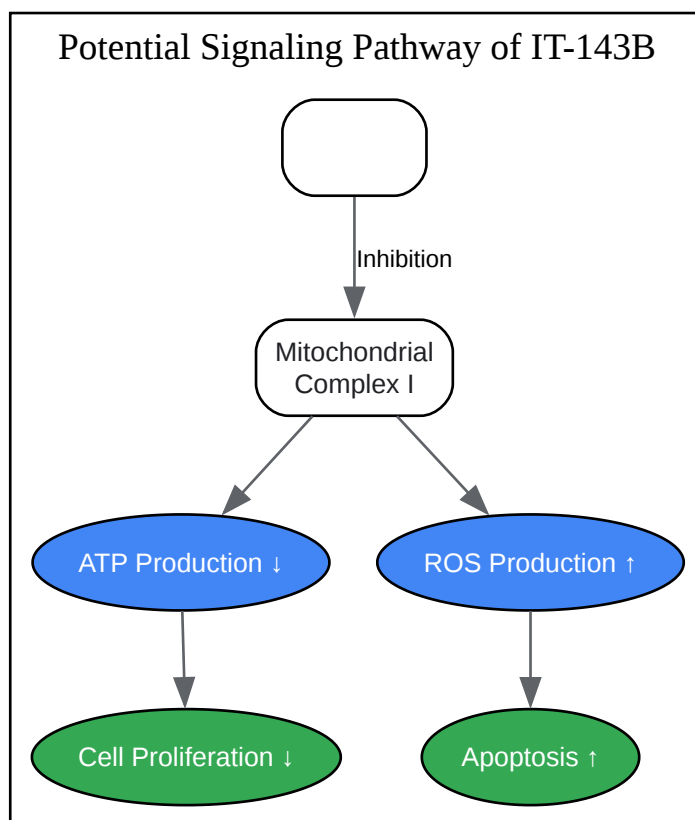 Potential Signaling Pathway of IT-143B
Inhibition
Mitochondrial
Complex I
ATP Production ↓
ROS Production ↑
Cell Proliferation ↓
Apoptosis ↑